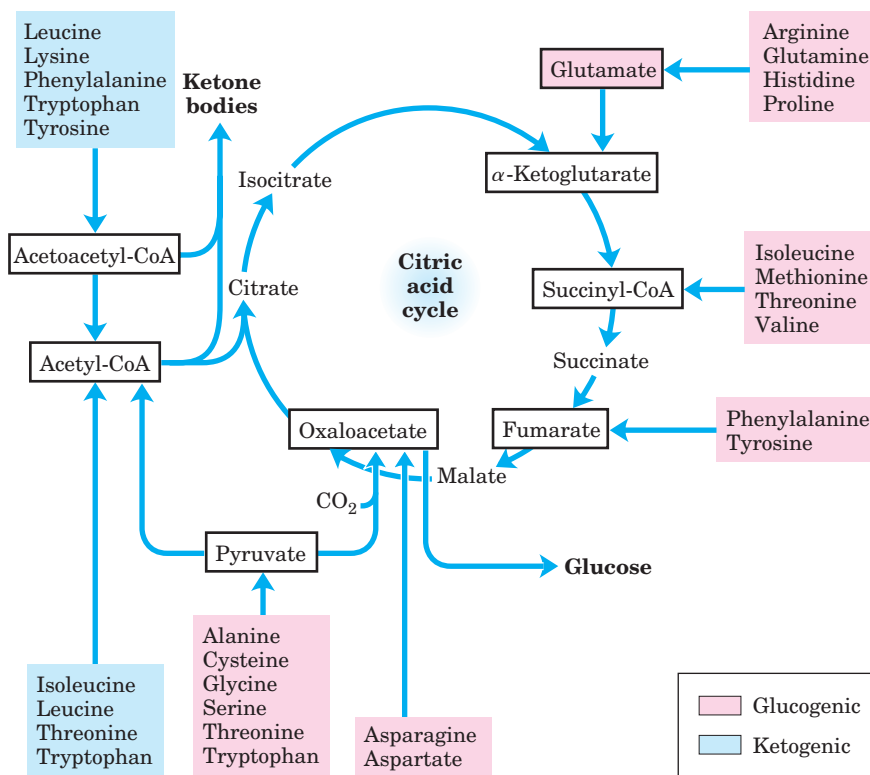 Leucine
Lysine
Phenylalanine
Tryptophan
Tyrosine
Ketone
bodies
Glutamate
Arginine
Glutamine
Histidine
Proline
Isocitrate
α-Ketoglutarate
Acetoacetyl-CoA
Citrate
Citric
acid
cycle
Succinyl-CoA
Isoleucine
Methionine
Threonine
Valine
Acetyl-CoA
Succinate
Oxaloacetate
Fumarate
Phenylalanine
Tyrosine
Malate
CO₂
Pyruvate
Glucose
Isoleucine
Leucine
Threonine
Tryptophan
Alanine
Cysteine
Glycine
Serine
Threonine
Tryptophan
Asparagine
Aspartate
Glucogenic
Ketogenic